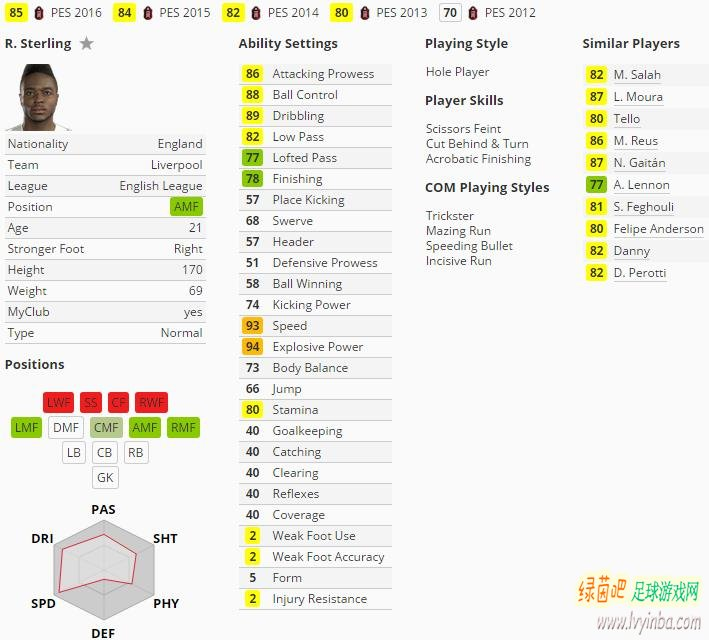 85 PES 2016 84 PES 2015 82 PES 2014 80 PES 2013 70 PES 2012
R. Sterling
Nationality England
Team Liverpool
League English League
Position AMF
Age 21
Stronger Foot Right
Height 170
Weight 69
MyClub yes
Type Normal
Positions
LWF SS CF RWF
LMF DMF CMF AMF RMF
LB CB RB
GK
PAS
DRI SHT
SPD PHY
DEF
Ability Settings
86 Attacking Prowess
88 Ball Control
89 Dribbling
82 Low Pass
77 Lofted Pass
78 Finishing
57 Place Kicking
68 Swerve
57 Header
51 Defensive Prowess
58 Ball Winning
74 Kicking Power
93 Speed
94 Explosive Power
73 Body Balance
66 Jump
80 Stamina
40 Goalkeeping
40 Catching
40 Clearing
40 Reflexes
40 Coverage
2 Weak Foot Use
2 Weak Foot Accuracy
5 Form
2 Injury Resistance
Playing Style
Hole Player
Player Skills
Scissors Feint
Cut Behind & Turn
Acrobatic Finishing
COM Playing Styles
Trickster
Mazing Run
Speeding Bullet
Incisive Run
Similar Players
82 M. Salah
87 L. Moura
80 Tello
86 M. Reus
87 N. Gaitán
77 A. Lennon
81 S. Feghouli
80 Felipe Anderson
82 Danny
82 D. Perotti
绿茵吧 足球游戏网
www.lvyinba.com